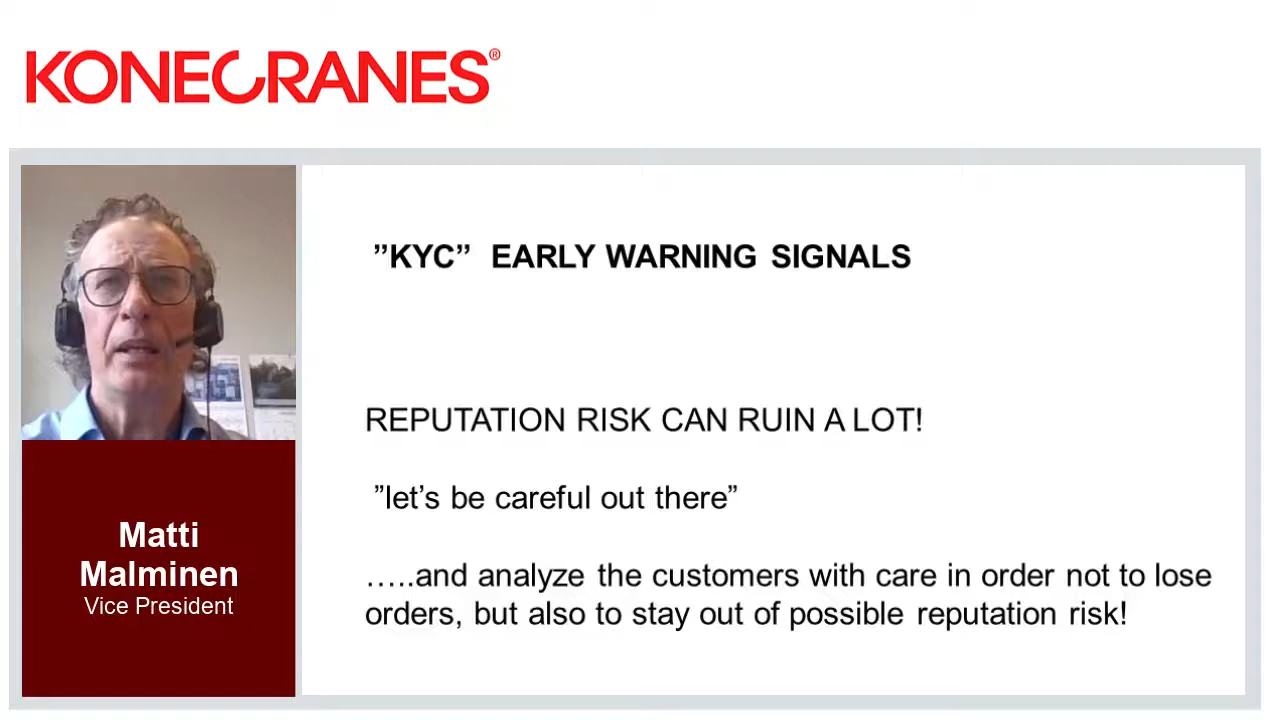 KONECRANES®
”KYC” EARLY WARNING SIGNALS
REPUTATION RISK CAN RUIN A LOT!
”let’s be careful out there”
…..and analyze the customers with care in order not to lose
orders, but also to stay out of possible reputation risk!
Matti
Malminen
Vice President